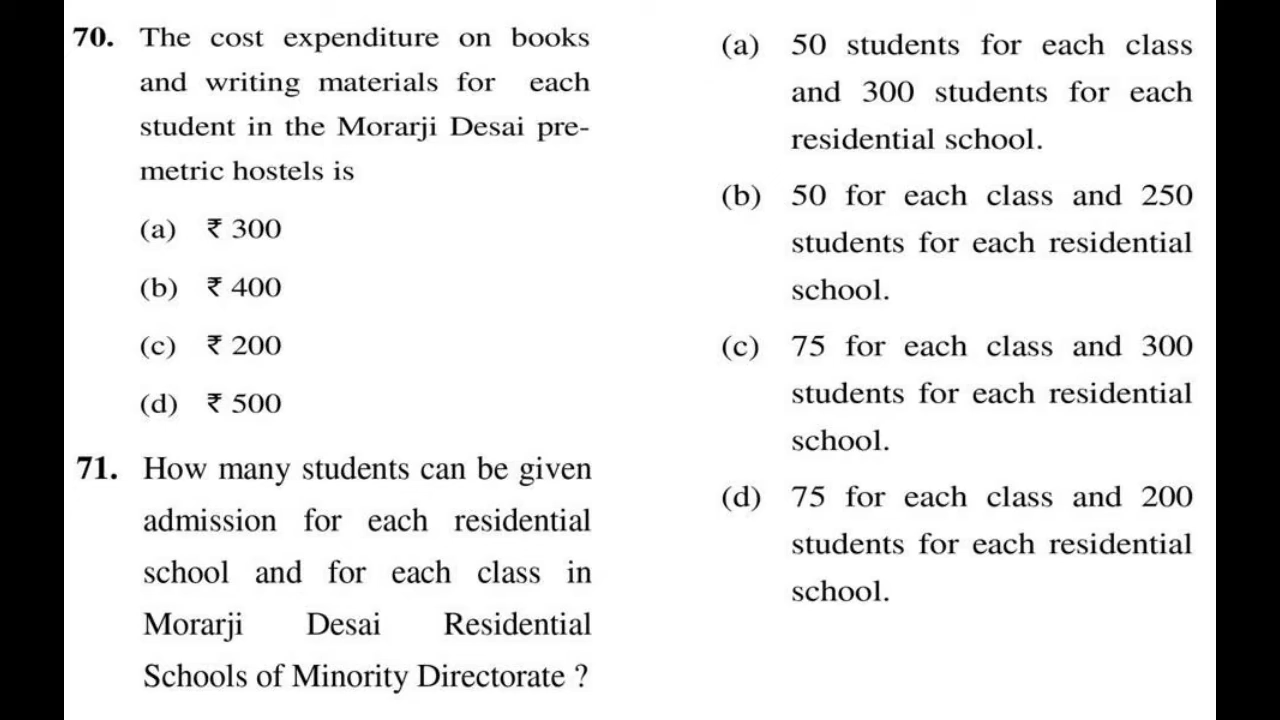 70. The cost expenditure on books
and writing materials for each
student in the Morarji Desai pre-
metric hostels is
(a) ₹ 300
(b) ₹ 400
(c) ₹ 200
(d) ₹ 500
71. How many students can be given
admission for each residential
school and for each class in
Morarji Desai Residential
Schools of Minority Directorate ?
(a) 50 students for each class
and 300 students for each
residential school.
(b) 50 for each class and 250
students for each residential
school.
(c) 75 for each class and 300
students for each residential
school.
(d) 75 for each class and 200
students for each residential
school.